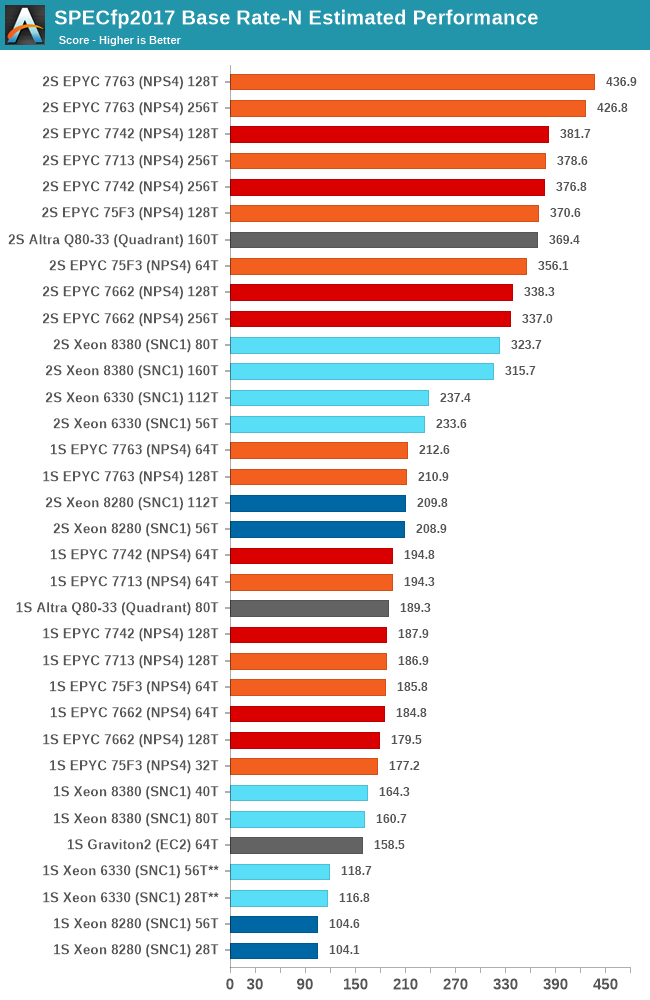 SPECfp2017 Base Rate-N Estimated Performance
Score - Higher is Better
2S EPYC 7763 (NPS4) 128T 436.9
2S EPYC 7763 (NPS4) 256T 426.8
2S EPYC 7742 (NPS4) 128T 381.7
2S EPYC 7713 (NPS4) 256T 378.6
2S EPYC 7742 (NPS4) 256T 376.8
2S EPYC 75F3 (NPS4) 128T 370.6
2S Altra Q80-33 (Quadrant) 160T 369.4
2S EPYC 75F3 (NPS4) 64T 356.1
2S EPYC 7662 (NPS4) 128T 338.3
2S EPYC 7662 (NPS4) 256T 337.0
2S Xeon 8380 (SNC1) 80T 323.7
2S Xeon 8380 (SNC1) 160T 315.7
2S Xeon 6330 (SNC1) 112T 237.4
2S Xeon 6330 (SNC1) 56T 233.6
1S EPYC 7763 (NPS4) 64T 212.6
1S EPYC 7763 (NPS4) 128T 210.9
2S Xeon 8280 (SNC1) 112T 209.8
2S Xeon 8280 (SNC1) 56T 208.9
1S EPYC 7742 (NPS4) 64T 194.8
1S EPYC 7713 (NPS4) 64T 194.3
1S Altra Q80-33 (Quadrant) 80T 189.3
1S EPYC 7742 (NPS4) 128T 187.9
1S EPYC 7713 (NPS4) 128T 186.9
1S EPYC 75F3 (NPS4) 64T 185.8
1S EPYC 7662 (NPS4) 64T 184.8
1S EPYC 7662 (NPS4) 128T 179.5
1S EPYC 75F3 (NPS4) 32T 177.2
1S Xeon 8380 (SNC1) 40T 164.3
1S Xeon 8380 (SNC1) 80T 160.7
1S Graviton2 (EC2) 64T 158.5
1S Xeon 6330 (SNC1) 56T** 118.7
1S Xeon 6330 (SNC1) 28T** 116.8
1S Xeon 8280 (SNC1) 56T 104.6
1S Xeon 8280 (SNC1) 28T 104.1
0 30 90 150 210 270 330 390 450